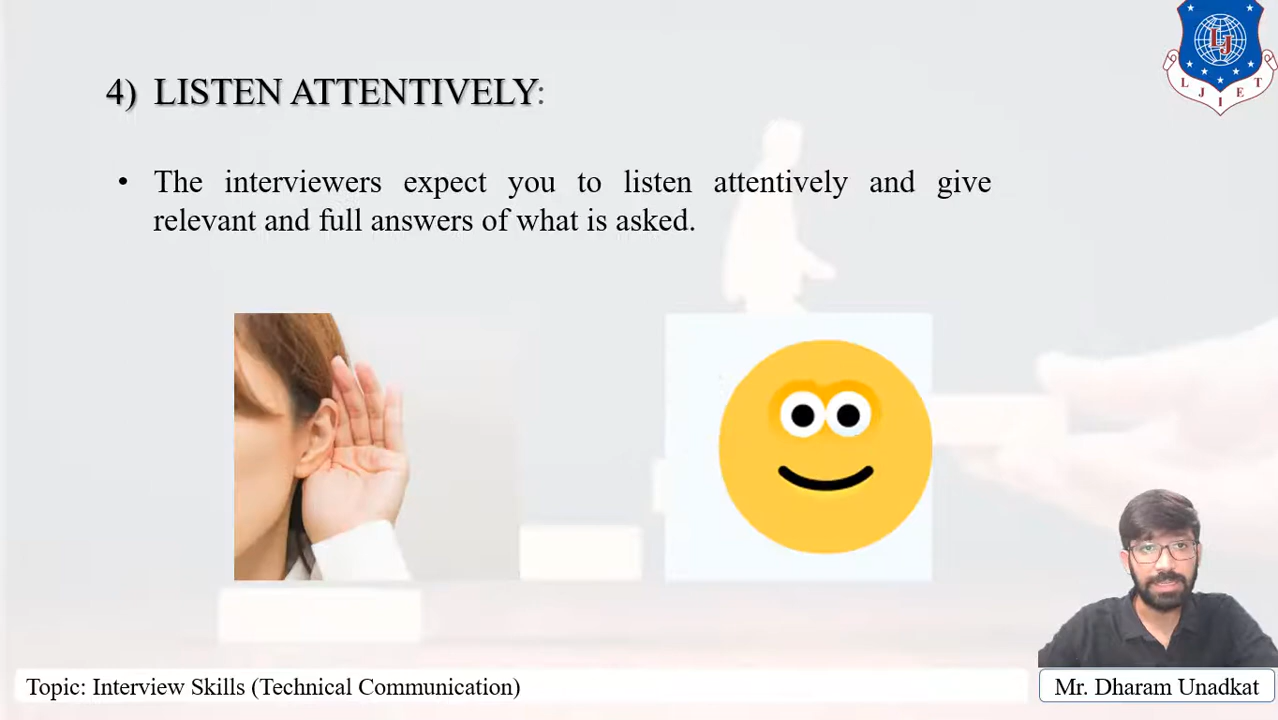 4) LISTEN ATTENTIVELY:
• The interviewers expect you to listen attentively and give
relevant and full answers of what is asked.
LJ
L J I E T
Topic: Interview Skills (Technical Communication)
Mr. Dharam Unadkat